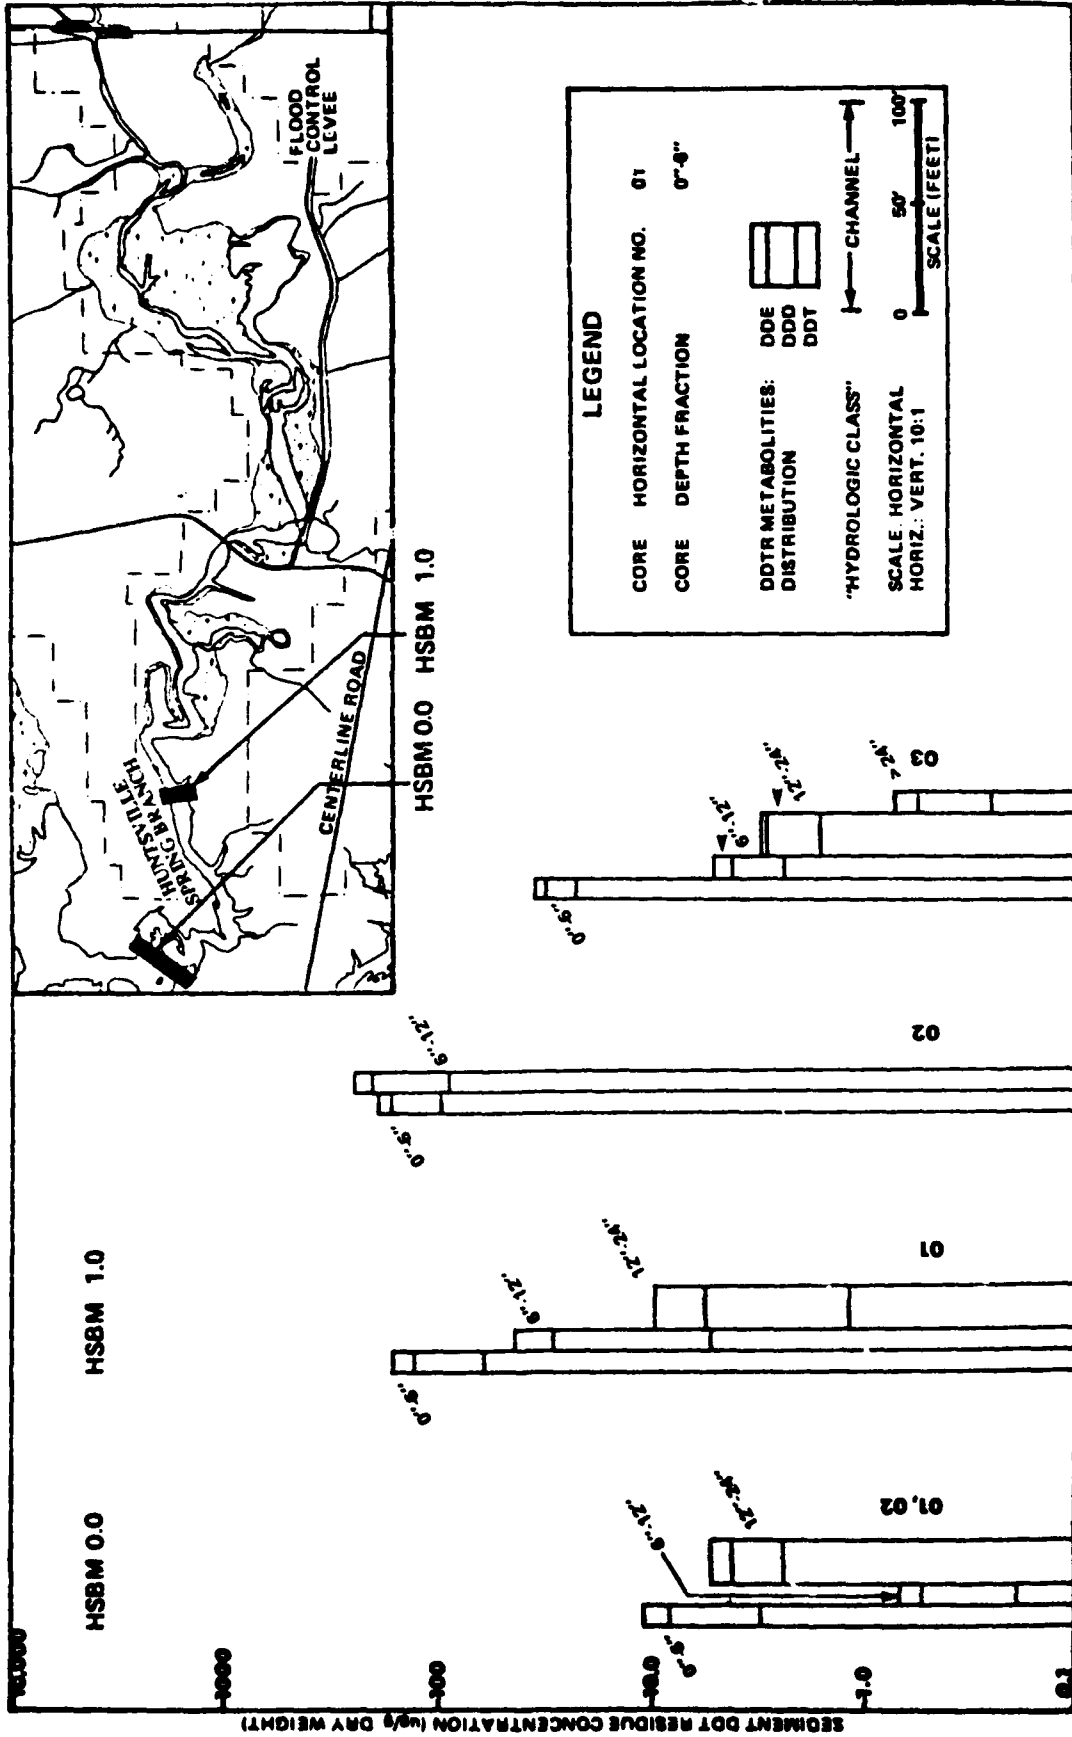 HSBM 0.0
HSBM 1.0
10,000
1000
100
10.0
1.0
0.1
SEDIMENT DDT RESIDUE CONCENTRATION (ug/g DRY WEIGHT)
0"-6"
6"-12"
12"-24"
01, 02
0"-6"
6"-12"
12"-24"
01
0"-6"
6"-12"
02
0"-6"
6"-12"
12"-24"
>24"
03
HUNTSVILLE
SPRING BRANCH
CENTERLINE ROAD
FLOOD
CONTROL
LEVEE
HSBM 0.0 HSBM 1.0
LEGEND
CORE HORIZONTAL LOCATION NO. 01
CORE DEPTH FRACTION 0"-6"
DDTR METABOLITIES: DDE
DISTRIBUTION DDD
DDT
"HYDROLOGIC CLASS" CHANNEL
SCALE HORIZONTAL 0 50' 100'
HORIZ.: VERT. 10:1 SCALE (FEET)